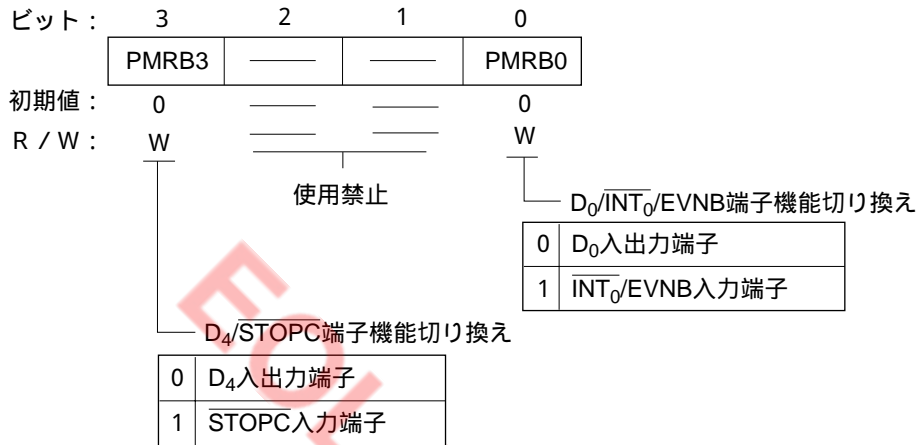 ビット： 3 2 1 0
PMRB3 PMRB0
初期値： 0 0
R／W： W W
使用禁止
D0/INT0/EVNB端子機能切り換え
0 D0入出力端子
1 INT0/EVNB入力端子
D4/STOPC端子機能切り換え
0 D4入出力端子
1 STOPC入力端子
EOL